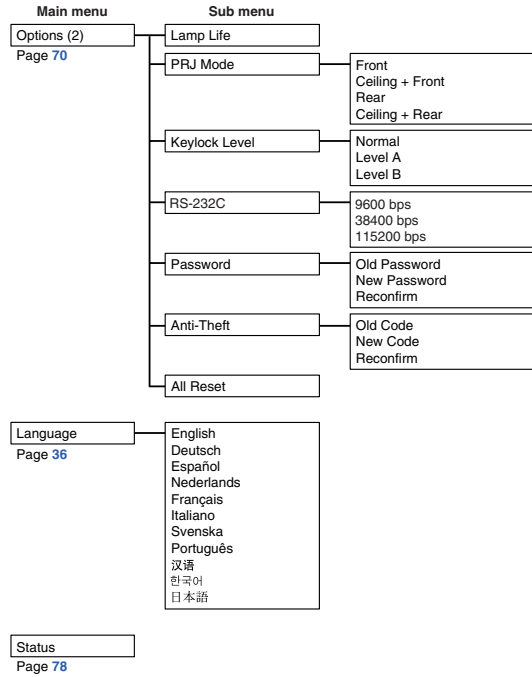 Main menu
Sub menu
Options (2)
Page 70
Lamp Life
PRJ Mode
Front
Ceiling + Front
Rear
Ceiling + Rear
Keylock Level
Normal
Level A
Level B
RS-232C
9600 bps
38400 bps
115200 bps
Password
Old Password
New Password
Reconfirm
Anti-Theft
Old Code
New Code
Reconfirm
All Reset
Language
Page 36
English
Deutsch
Español
Nederlands
Français
Italiano
Svenska
Português
汉语
한국어
日本語
Status
Page 78